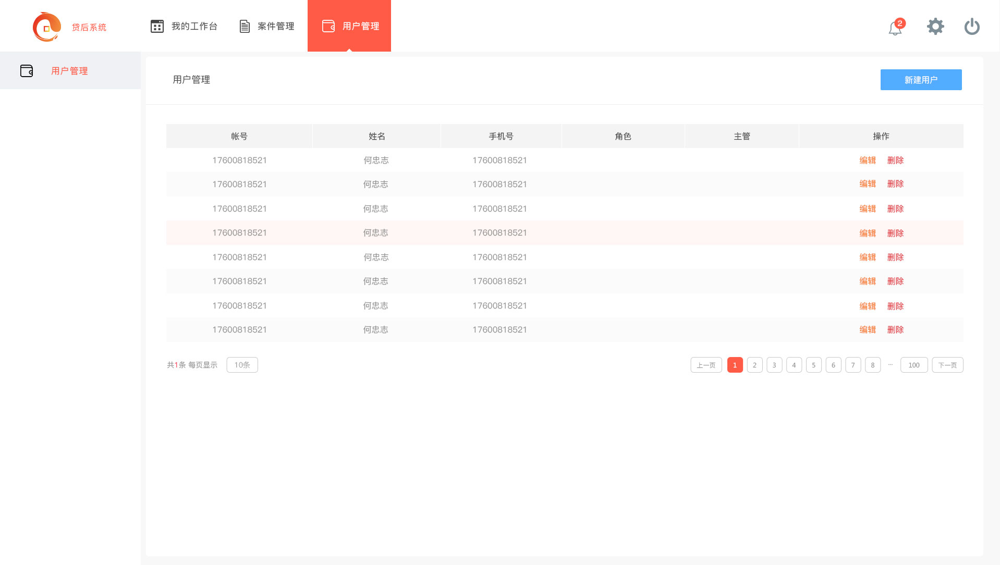 贷后系统 我的工作台 案件管理 用户管理 2
用户管理
用户管理 新建用户
帐号 姓名 手机号 角色 主管 操作
17600818521 何忠志 17600818521 编辑 删除
17600818521 何忠志 17600818521 编辑 删除
17600818521 何忠志 17600818521 编辑 删除
17600818521 何忠志 17600818521 编辑 删除
17600818521 何忠志 17600818521 编辑 删除
17600818521 何忠志 17600818521 编辑 删除
17600818521 何忠志 17600818521 编辑 删除
17600818521 何忠志 17600818521 编辑 删除
共1条 每页显示 10条 上一页 1 2 3 4 5 6 7 8 ... 100 下一页